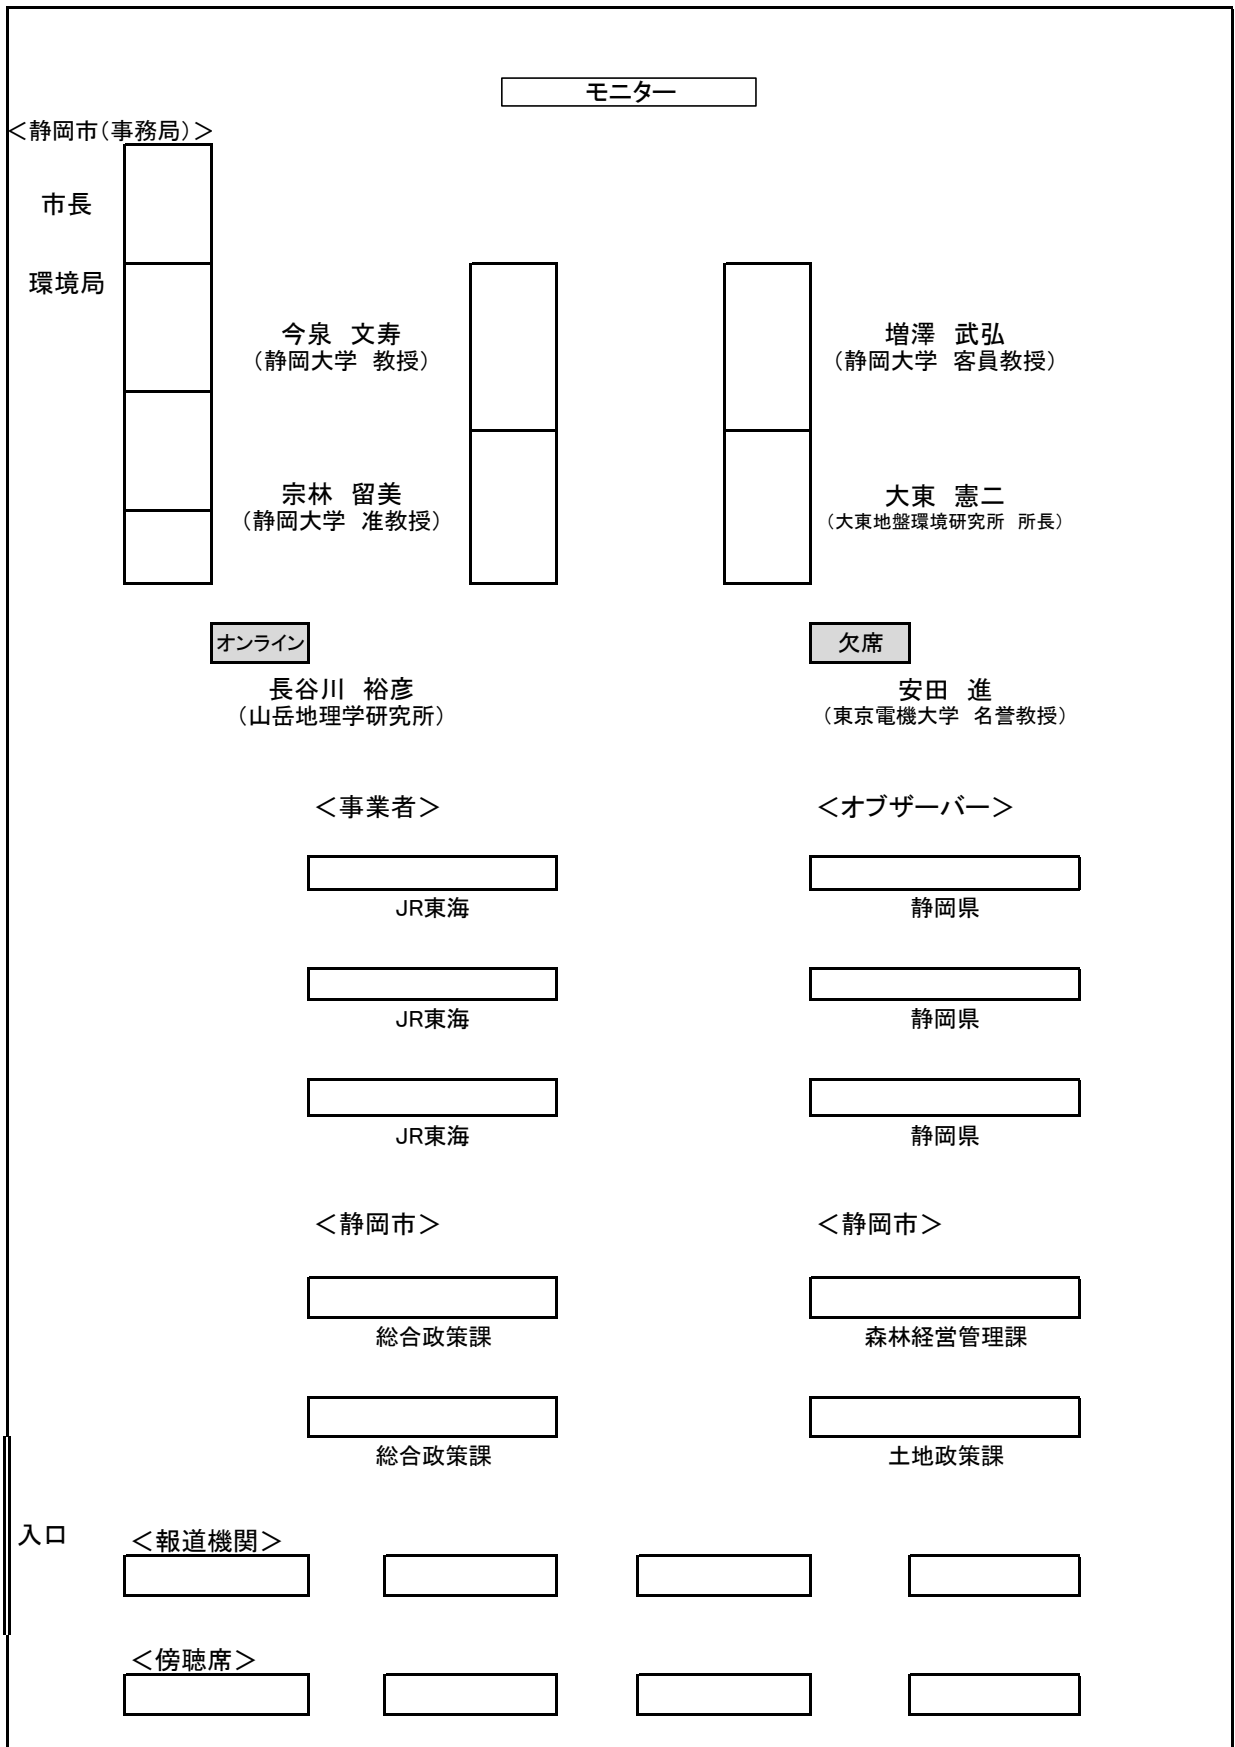 モニター
＜静岡市（事務局）＞
市長
環境局
今泉　文寿
（静岡大学　教授）
増澤　武弘
（静岡大学　客員教授）
宗林　留美
（静岡大学　准教授）
大東　憲二
（大東地盤環境研究所　所長）
オンライン
欠席
長谷川　裕彦
（山岳地理学研究所）
安田　進
（東京電機大学　名誉教授）
＜事業者＞
＜オブザーバー＞
JR東海
静岡県
JR東海
静岡県
JR東海
静岡県
＜静岡市＞
＜静岡市＞
総合政策課
森林経営管理課
総合政策課
土地政策課
入口
＜報道機関＞
＜傍聴席＞